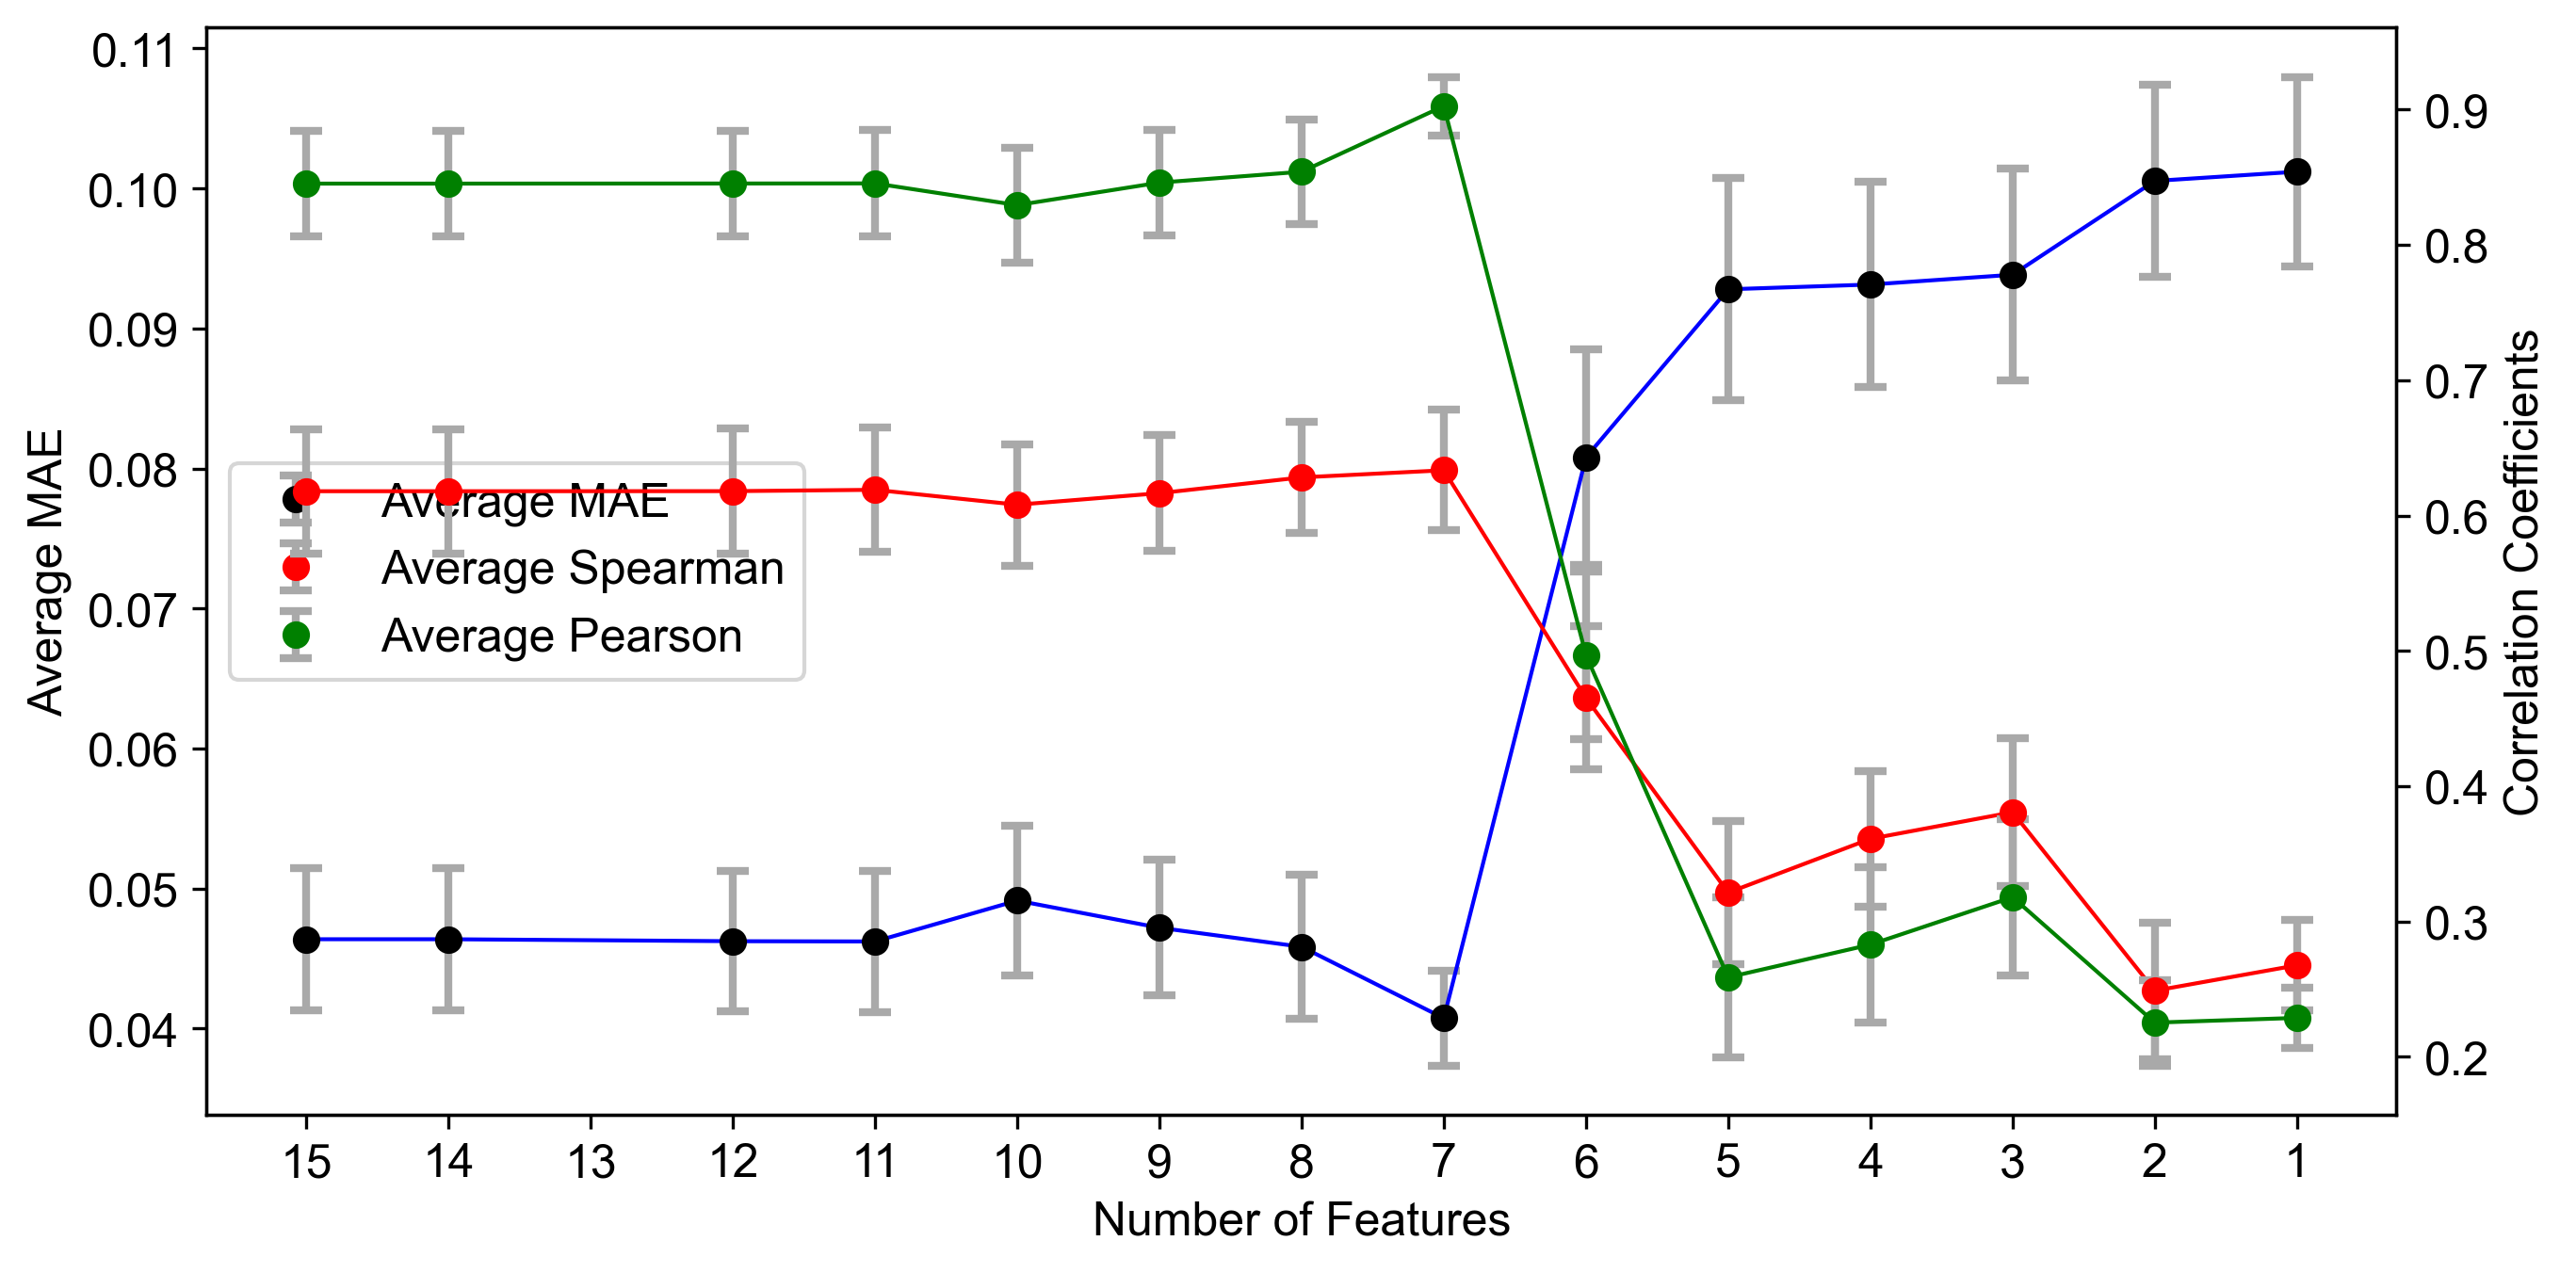 0.11
0.10
0.09
0.08
0.07
0.06
0.05
0.04
Average MAE
0.9
0.8
0.7
0.6
0.5
0.4
0.3
0.2
Correlation Coefficients
Average MAE
Average Spearman
Average Pearson
15 14 13 12 11 10 9 8 7 6 5 4 3 2 1
Number of Features